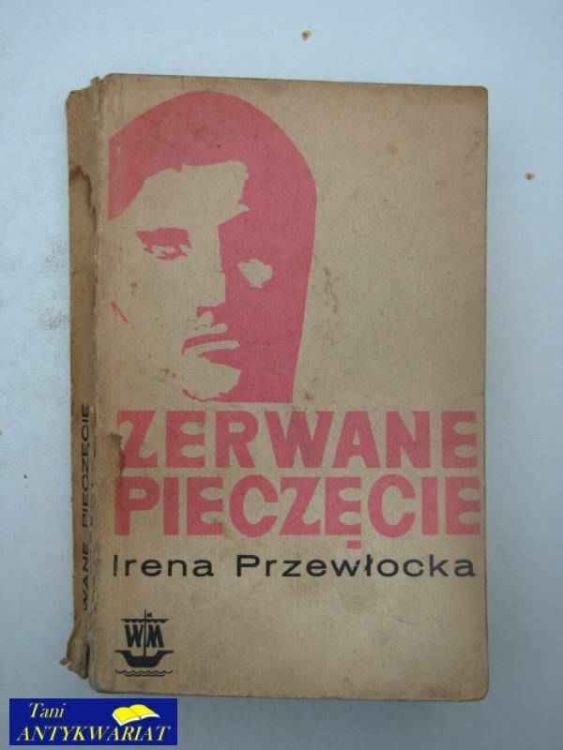 ZERWANE
PIECZĘCIE
Irena Przewłocka
WANE PIECZĘCIE
WM
Tani
ANTYKWARIAT